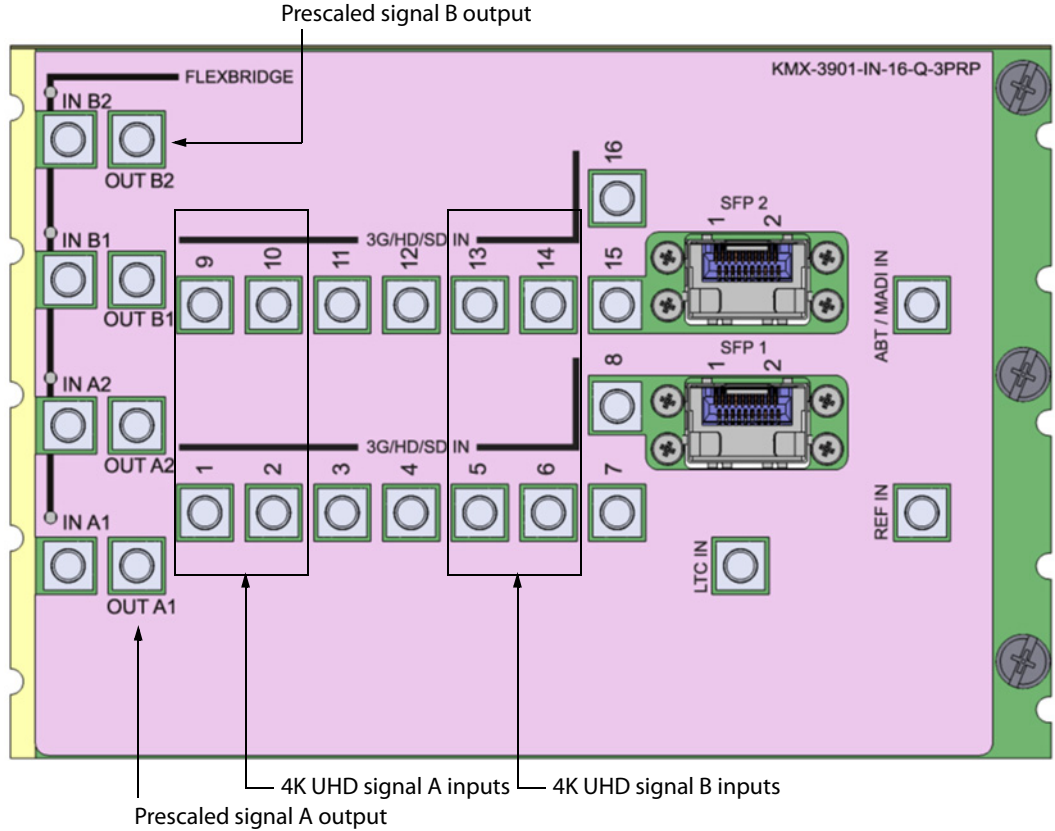 Prescaled signal B output
KMX-3901-IN-16-Q-3PRP
FLEXBRIDGE
IN B2
OUT B2
16
SFP 2
1 2
IN B1
3G/HD/SD IN
9 10 11 12 13 14 15
OUT B1
ABT / MADI IN
SFP 1
1 2
8
IN A2
3G/HD/SD IN
OUT A2
1 2 3 4 5 6 7
IN A1
REF IN
LTC IN
OUT A1
4K UHD signal A inputs
4K UHD signal B inputs
Prescaled signal A output